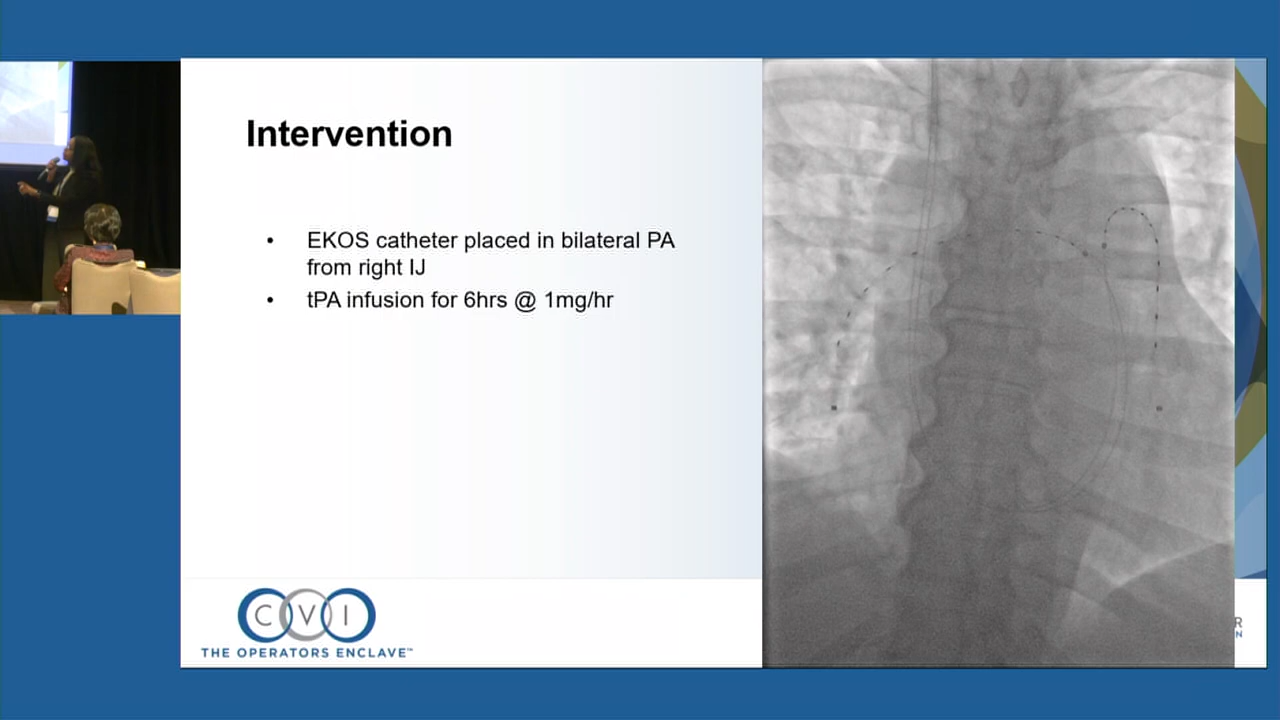 Intervention
• EKOS catheter placed in bilateral PA
from right IJ
• tPA infusion for 6hrs @ 1mg/hr
CVI
THE OPERATORS ENCLAVE™
R
N